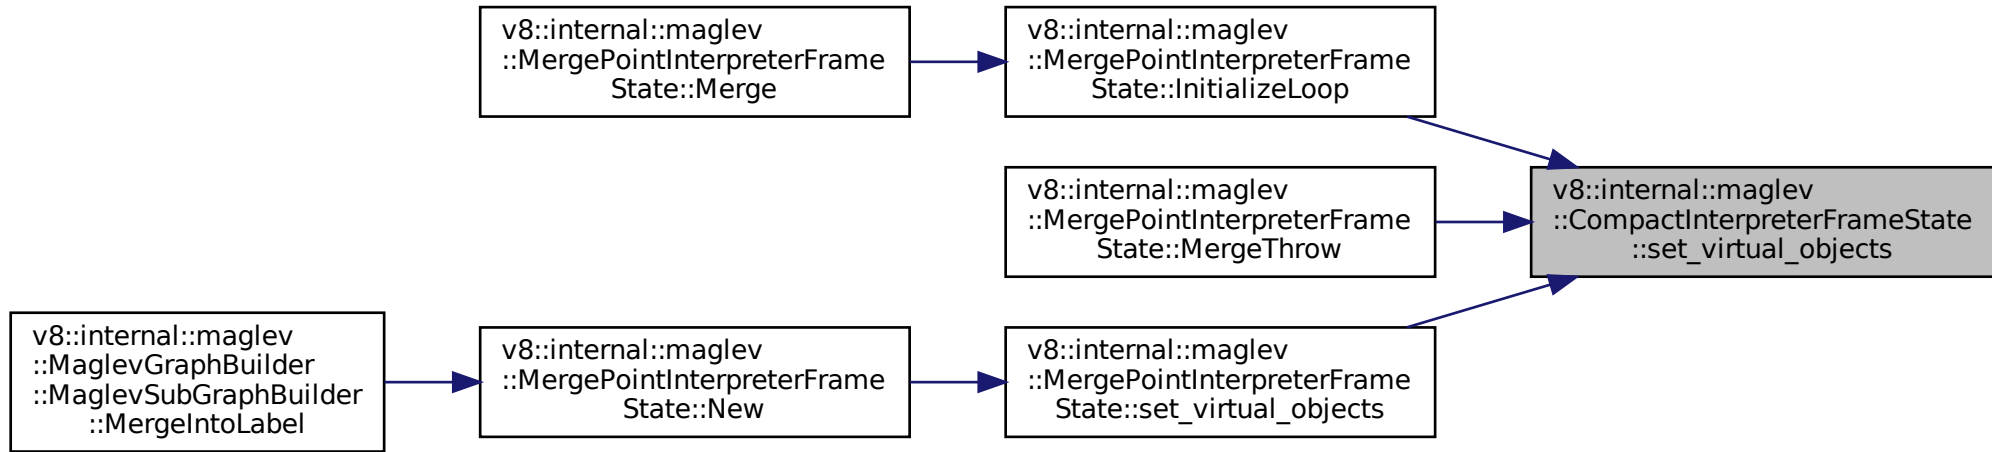 v8::internal::maglev
::MergePointInterpreterFrame
State::Merge
v8::internal::maglev
::MergePointInterpreterFrame
State::InitializeLoop
v8::internal::maglev
::MergePointInterpreterFrame
State::MergeThrow
v8::internal::maglev
::CompactInterpreterFrameState
::set_virtual_objects
v8::internal::maglev
::MaglevGraphBuilder
::MaglevSubGraphBuilder
::MergeIntoLabel
v8::internal::maglev
::MergePointInterpreterFrame
State::New
v8::internal::maglev
::MergePointInterpreterFrame
State::set_virtual_objects